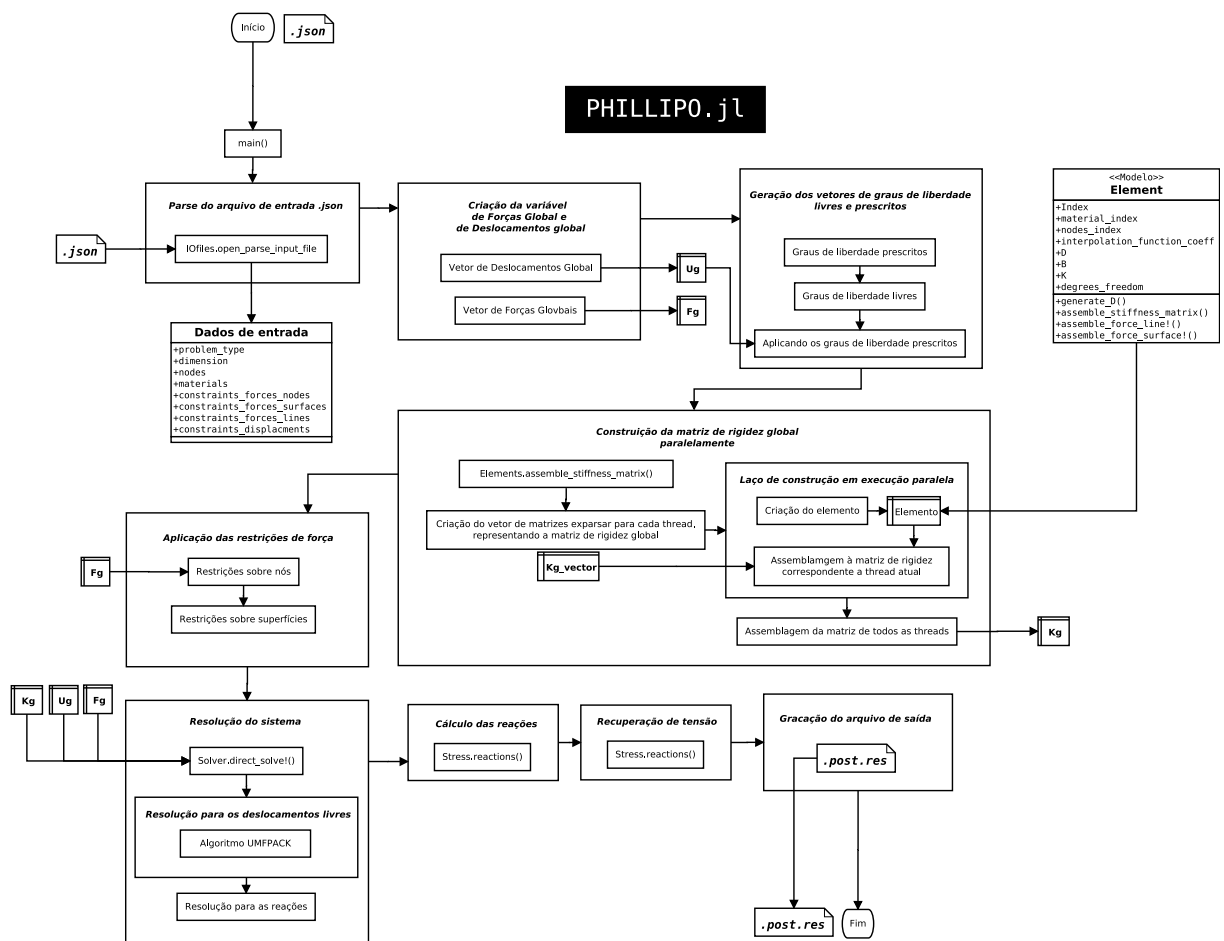 Início
.json
PHILLIPO.jl
main()
Parse do arquivo de entrada .json
.json
IOfiles.open_parse_input_file
Dados de entrada
+problem_type
+dimension
+nodes
+materials
+constraints_forces_nodes
+constraints_forces_surfaces
+constraints_forces_lines
+constraints_displacments
Criação da variável
de Forças Global e
de Deslocamentos global
Vetor de Deslocamentos Global
Ug
Vetor de Forças Glovbais
Fg
Geração dos vetores de graus de liberdade
livres e prescritos
Graus de liberdade prescritos
Graus de liberdade livres
Aplicando os graus de liberdade prescritos
<<Modelo>>
Element
+Index
+material_index
+nodes_index
+interpolation_function_coeff
+D
+B
+K
+degrees_freedom
+generate_D()
+assemble_stiffness_matrix()
+assemble_force_line!()
+assemble_force_surface!()
Construição da matriz de rigidez global
paralelamente
Elements.assemble_stiffness_matrix()
Criação do vetor de matrizes exparsar para cada thread,
representando a matriz de rigidez global
Kg_vector
Laço de construção em execução paralela
Criação do elemento
Elemento
Assemblamgem à matriz de rigidez
correspondente a thread atual
Assemblagem da matriz de todos as threads
Kg
Aplicação das restrições de força
Fg
Restrições sobre nós
Restrições sobre superfícies
Kg
Ug
Fg
Resolução do sistema
Solver.direct_solve!()
Resolução para os deslocamentos livres
Algoritmo UMFPACK
Resolução para as reações
Cálculo das reações
Stress.reactions()
Recuperação de tensão
Stress.reactions()
Gracação do arquivo de saída
.post.res
.post.res
Fim